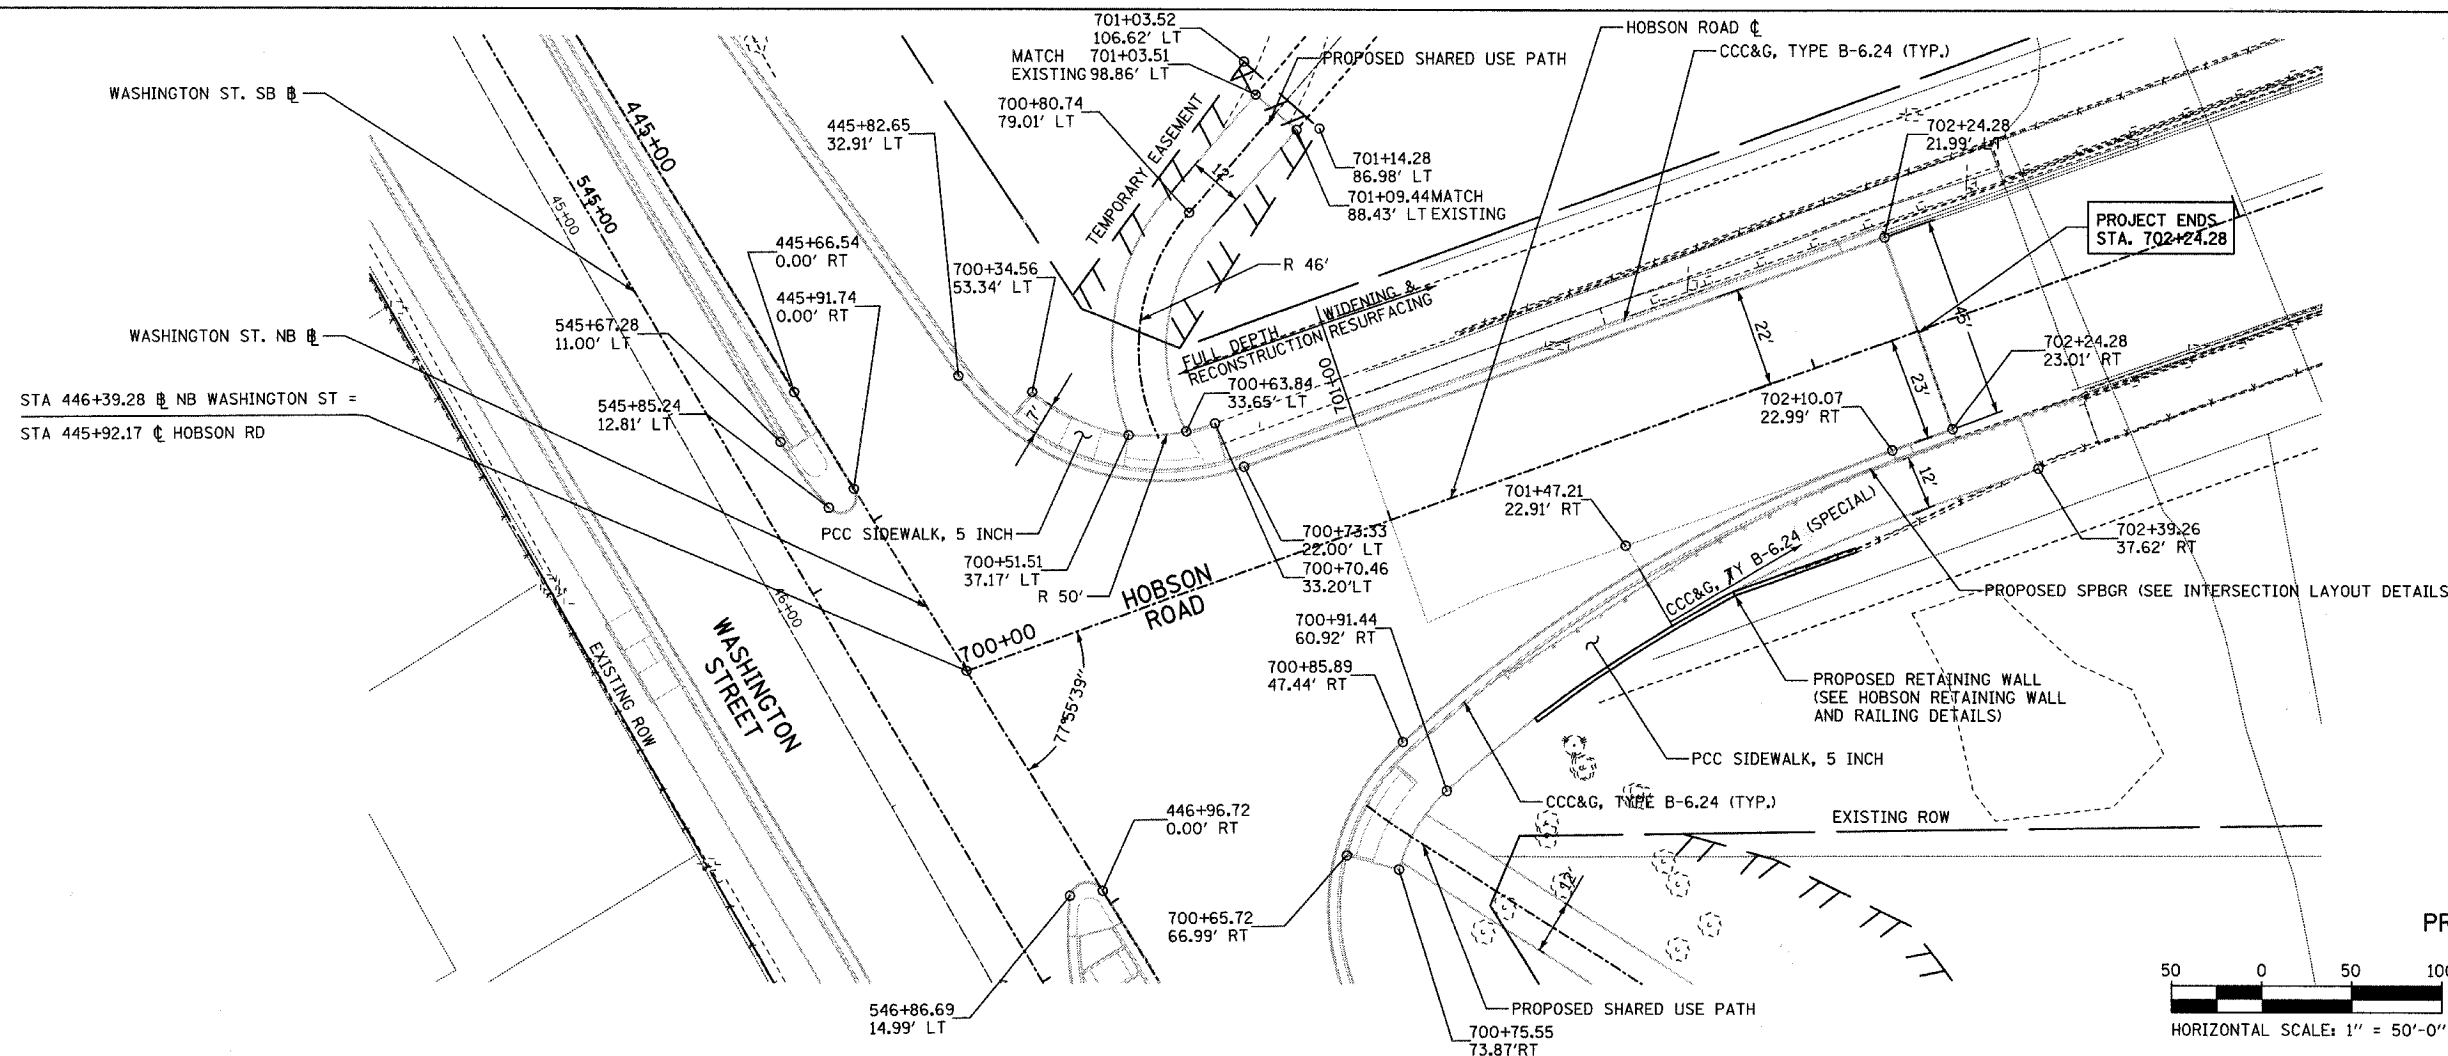 701+03.52
106.62' LT
MATCH 701+03.51
EXISTING 98.86' LT
HOBSON ROAD ℄
PROPOSED SHARED USE PATH
CCC&G, TYPE B-6.24 (TYP.)
WASHINGTON ST. SB ⅊
700+80.74
79.01' LT
445+00
445+82.65
32.91' LT
TEMPORARY EASEMENT
12'
702+24.28
21.99' LT
701+14.28
86.98' LT
701+09.44 MATCH
88.43' LT EXISTING
545+00
45+00
PROJECT ENDS
STA. 702+24.28
445+66.54
0.00' RT
700+34.56
53.34' LT
R 46'
445+91.74
0.00' RT
WASHINGTON ST. NB ⅊
545+67.28
11.00' LT
FULL DEPTH
RECONSTRUCTION
WIDENING &
RESURFACING
22'
45'
701+00
702+24.28
23.01' RT
STA 446+39.28 ⅊ NB WASHINGTON ST =
STA 445+92.17 ℄ HOBSON RD
545+85.24
12.81' LT
7'
700+63.84
33.65' LT
23'
702+10.07
22.99' RT
12'
701+47.21
22.91' RT
PCC SIDEWALK, 5 INCH
700+51.51
37.17' LT
700+73.33
22.00' LT
700+70.46
33.20' LT
702+39.26
37.62' RT
R 50'
HOBSON
ROAD
CCC&G, TY B-6.24 (SPECIAL)
PROPOSED SPBGR (SEE INTERSECTION LAYOUT DETAILS
46+00
700+00
WASHINGTON
STREET
EXISTING ROW
700+91.44
60.92' RT
700+85.89
47.44' RT
77°55'39"
PROPOSED RETAINING WALL
(SEE HOBSON RETAINING WALL
AND RAILING DETAILS)
PCC SIDEWALK, 5 INCH
CCC&G, TYPE B-6.24 (TYP.)
446+96.72
0.00' RT
EXISTING ROW
12'
700+65.72
66.99' RT
PR
546+86.69
14.99' LT
PROPOSED SHARED USE PATH
700+75.55
73.87'RT
50 0 50 100
HORIZONTAL SCALE: 1" = 50'-0"